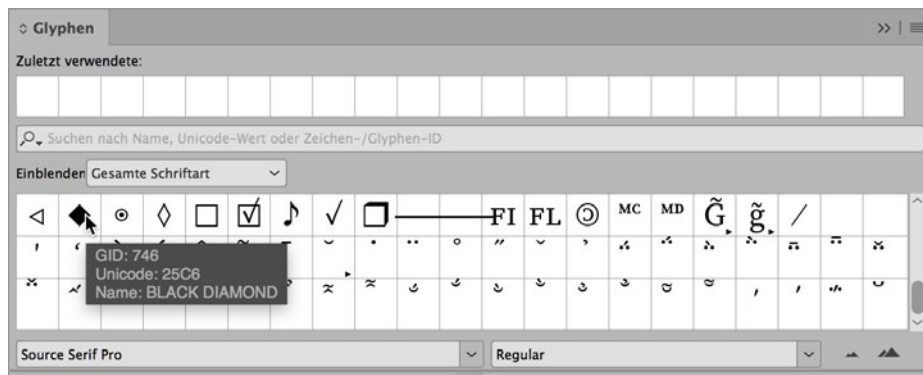 Glyphen
Zuletzt verwendete:
Suchen nach Name, Unicode-Wert oder Zeichen-/Glyphen-ID
Einblenden Gesamte Schriftart
◁ ◆ ◊ □ ♪ √ FI FL MC MD G̃ g̃ /
GID: 746
Unicode: 25C6
Name: BLACK DIAMOND
Source Serif Pro Regular